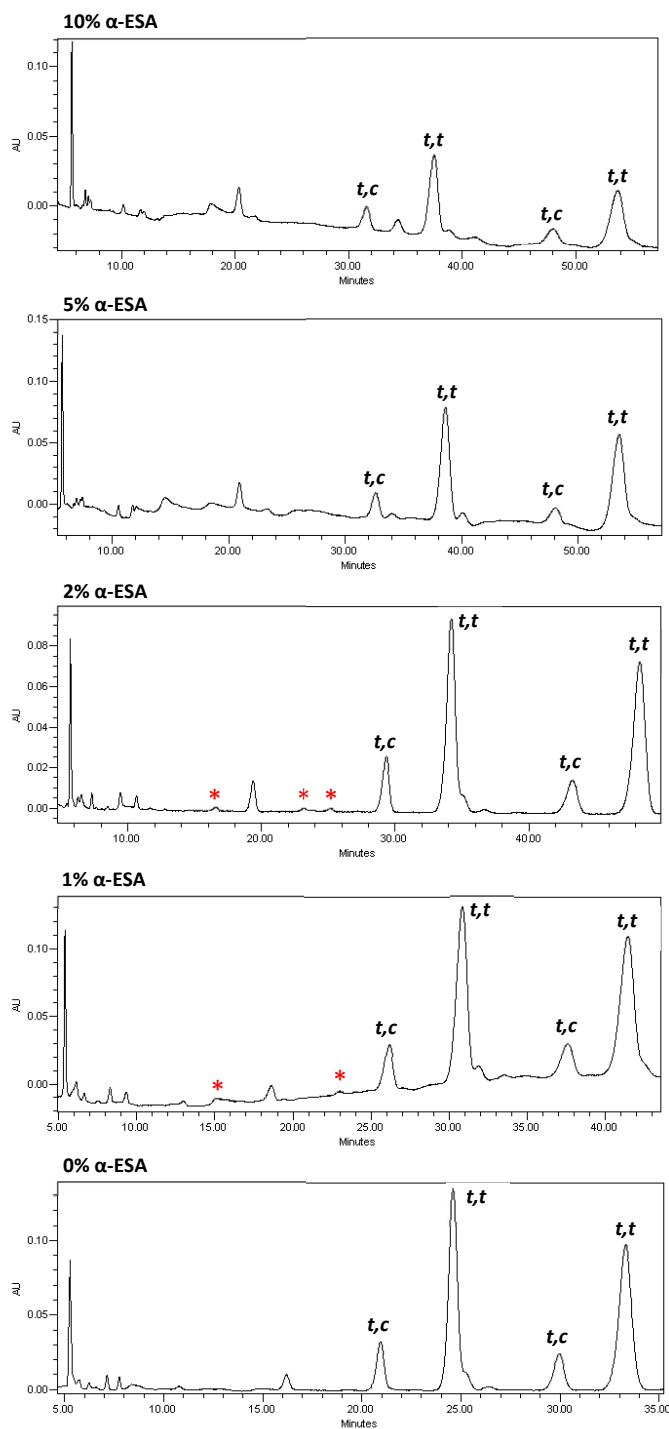 10% α-ESA
0.10
t,t
t,t
0.05
AU
t,c
t,c
0.00
10.00 20.00 30.00 40.00 50.00
Minutes
5% α-ESA
0.15
t,t
0.10
t,t
AU
0.05
t,c
t,c
0.00
10.00 20.00 30.00 40.00 50.00
Minutes
2% α-ESA
t,t
t,t
0.08
0.06
AU
0.04
t,c
t,c
0.02
* * *
0.00
10.00 20.00 30.00 40.00
Minutes
1% α-ESA
t,t
t,t
0.10
AU
0.05
t,c
t,c
* *
0.00
5.00 10.00 15.00 20.00 25.00 30.00 35.00 40.00
Minutes
0% α-ESA
t,t
t,t
0.10
AU
0.05
t,c
t,c
0.00
5.00 10.00 15.00 20.00 25.00 30.00 35.00
Minutes